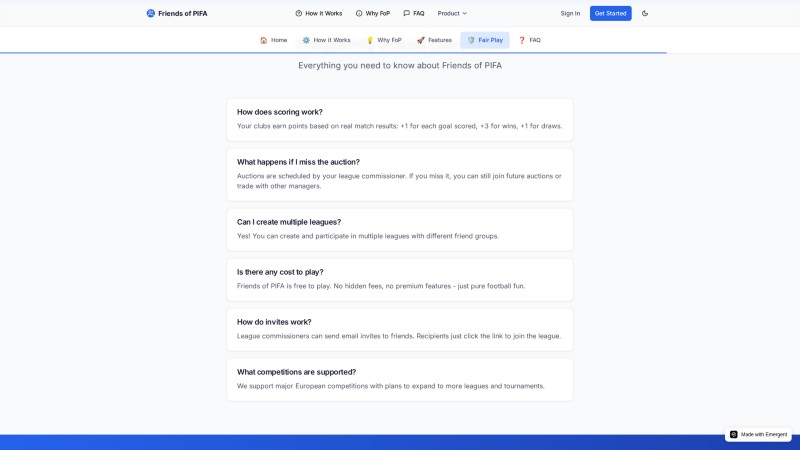 Friends of PIFA
How it Works
Why FoP
FAQ
Product
Sign In
Get Started
Home
How it Works
Why FoP
Features
Fair Play
FAQ
Everything you need to know about Friends of PIFA
How does scoring work?
Your clubs earn points based on real match results: +1 for each goal scored, +3 for wins, +1 for draws.
What happens if I miss the auction?
Auctions are scheduled by your league commissioner. If you miss it, you can still join future auctions or
trade with other managers.
Can I create multiple leagues?
Yes! You can create and participate in multiple leagues with different friend groups.
Is there any cost to play?
Friends of PIFA is free to play. No hidden fees, no premium features - just pure football fun.
How do invites work?
League commissioners can send email invites to friends. Recipients just click the link to join the league.
What competitions are supported?
We support major European competitions with plans to expand to more leagues and tournaments.
Made with Emergent